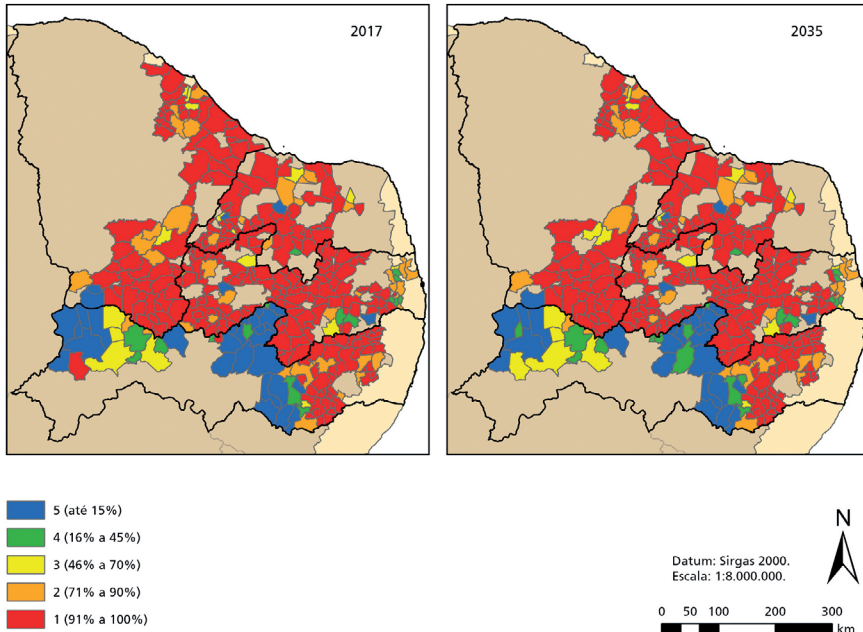 2017
2035
5 (até 15%)
4 (16% a 45%)
3 (46% a 70%)
2 (71% a 90%)
1 (91% a 100%)
N
Datum: Sirgas 2000.
Escala: 1:8.000.000.
0 50 100 200 300
km